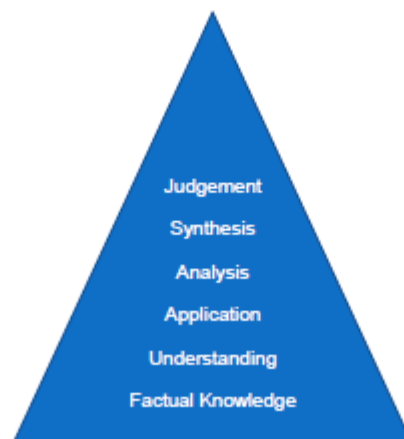 Judgement
Synthesis
Analysis
Application
Understanding
Factual Knowledge